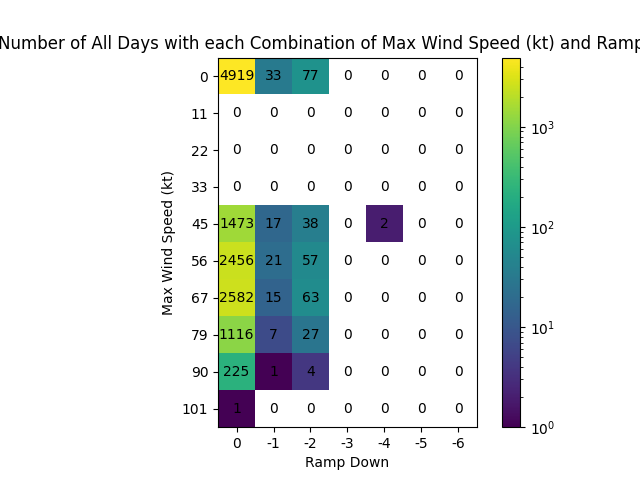 Number of All Days with each Combination of Max Wind Speed (kt) and Ramp
0 4919 33 77 0 0 0 0
11 0 0 0 0 0 0 0
22 0 0 0 0 0 0 0
33 0 0 0 0 0 0 0
45 1473 17 38 0 2 0 0
56 2456 21 57 0 0 0 0
67 2582 15 63 0 0 0 0
79 1116 7 27 0 0 0 0
90 225 1 4 0 0 0 0
101 1 0 0 0 0 0 0
0 -1 -2 -3 -4 -5 -6
Ramp Down
Max Wind Speed (kt)
10³
10²
10¹
10⁰